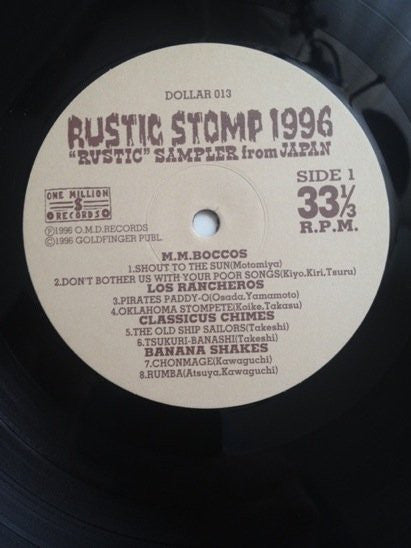 DOLLAR 013
RUSTIC STOMP 1996
"RUSTIC" SAMPLER from JAPAN
ONE MILLION
$
RECORDS
SIDE 1
33 1/3
R.P.M.
Ⓟ1996 O.M.D.RECORDS
©1996 GOLDFINGER PUBL.
M.M.BOCCOS
1.SHOUT TO THE SUN(Motomiya)
2.DON'T BOTHER US WITH YOUR POOR SONGS(Kiyo,Kiri,Tsuru)
LOS RANCHEROS
3.PIRATES PADDY-O(Osada,Yamamoto)
4.OKLAHOMA STOMPETE(Koike,Takasu)
CLASSICUS CHIMES
5.THE OLD SHIP SAILORS(Takeshi)
6.TSUKURI-BANASHI(Takeshi)
BANANA SHAKES
7.CHONMAGE(Kawaguchi)
8.RUMBA(Atsuya,Kawaguchi)